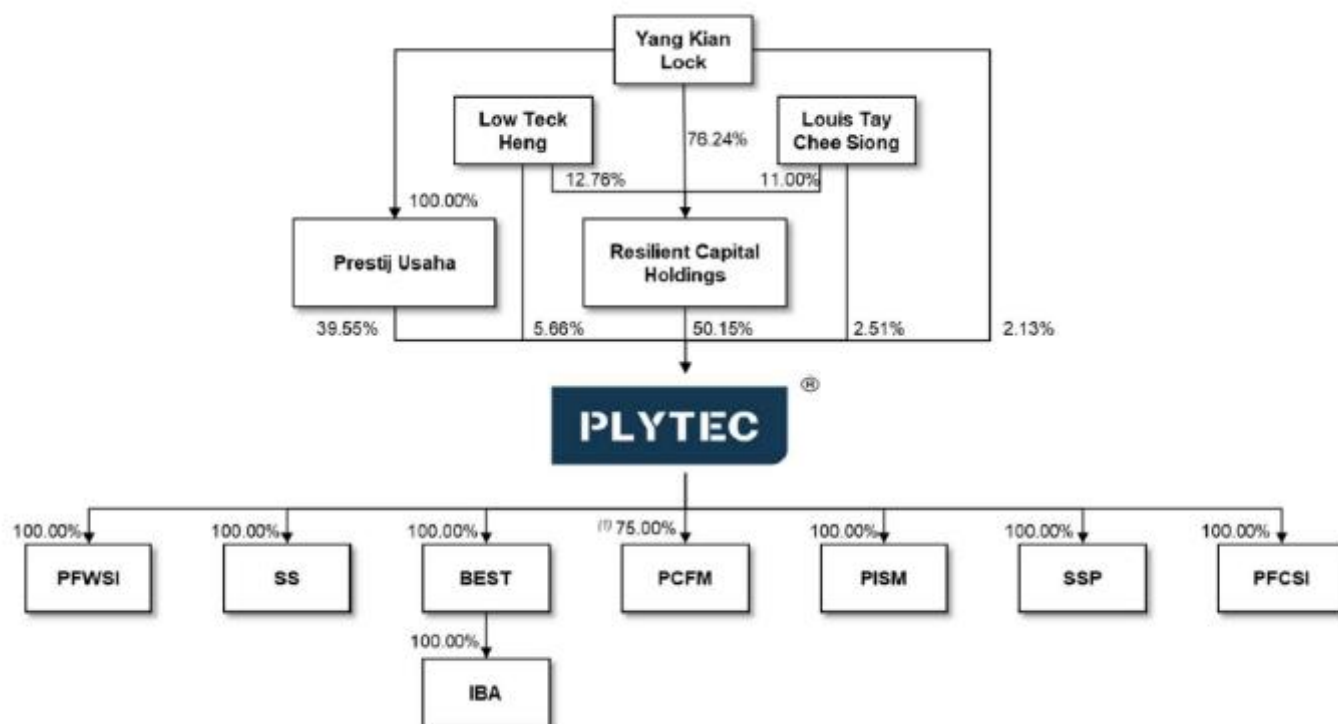 Yang Kian
Lock
Low Teck
Heng
Louis Tay
Chee Siong
76.24%
12.76%
11.00%
100.00%
Prestij Usaha
Resilient Capital
Holdings
39.55%
5.66%
50.15%
2.51%
2.13%
PLYTEC ®
100.00%
100.00%
100.00%
(1) 75.00%
100.00%
100.00%
100.00%
PFWSI
SS
BEST
PCFM
PISM
SSP
PFCSI
100.00%
IBA